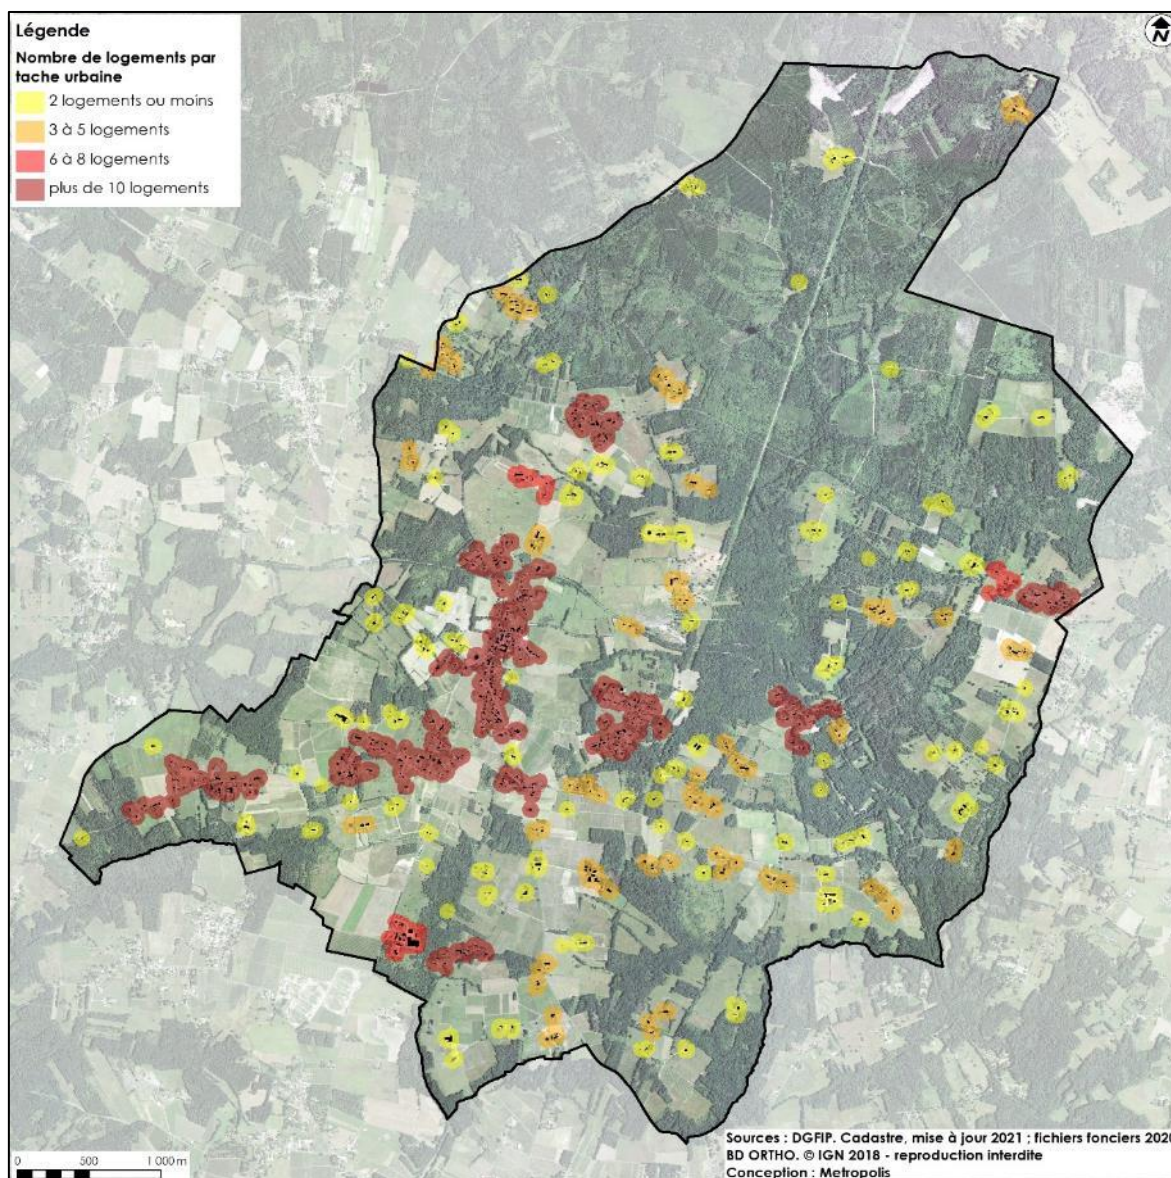 Légende
Nombre de logements par
tache urbaine
2 logements ou moins
3 à 5 logements
6 à 8 logements
plus de 10 logements
N
0 500 1 000 m
Sources : DGFIP. Cadastre, mise à jour 2021 ; fichiers fonciers 2020
BD ORTHO. © IGN 2018 - reproduction interdite
Conception : Metropolis